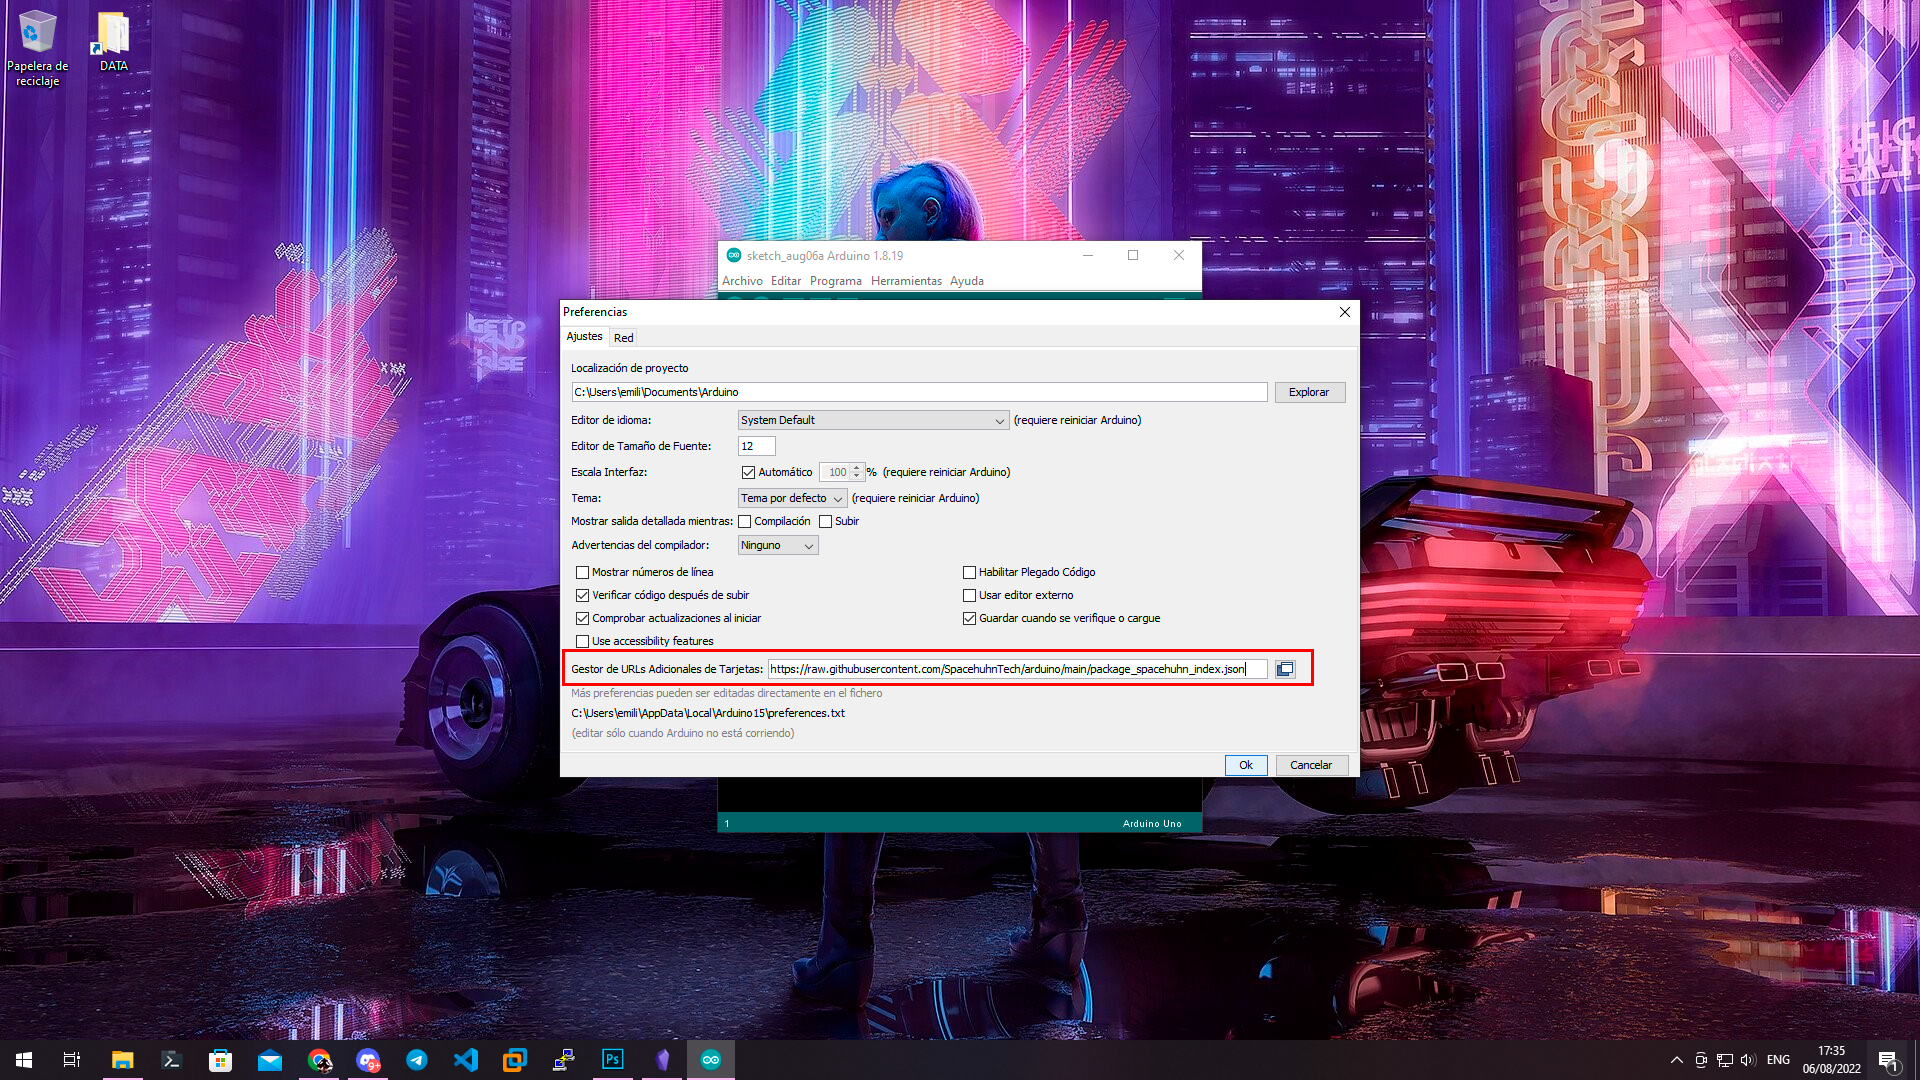 Papelera de
reciclaje
DATA
sketch_aug06a Arduino 1.8.19
Archivo Editar Programa Herramientas Ayuda
Preferencias
Ajustes Red
Localización de proyecto
C:\Users\emili\Documents\Arduino Explorar
Editor de idioma: System Default (requiere reiniciar Arduino)
Editor de Tamaño de Fuente: 12
Escala Interfaz: Automático 100 % (requiere reiniciar Arduino)
Tema: Tema por defecto (requiere reiniciar Arduino)
Mostrar salida detallada mientras: Compilación Subir
Advertencias del compilador: Ninguno
Mostrar números de línea Habilitar Plegado Código
Verificar código después de subir Usar editor externo
Comprobar actualizaciones al iniciar Guardar cuando se verifique o cargue
Use accessibility features
Gestor de URLs Adicionales de Tarjetas: https://raw.githubusercontent.com/SpacehuhnTech/arduino/main/package_spacehuhn_index.json
Más preferencias pueden ser editadas directamente en el fichero
C:\Users\emili\AppData\Local\Arduino15\preferences.txt
(editar sólo cuando Arduino no está corriendo)
Ok Cancelar
1 Arduino Uno
9+
Ps
ENG
17:35
06/08/2022
1